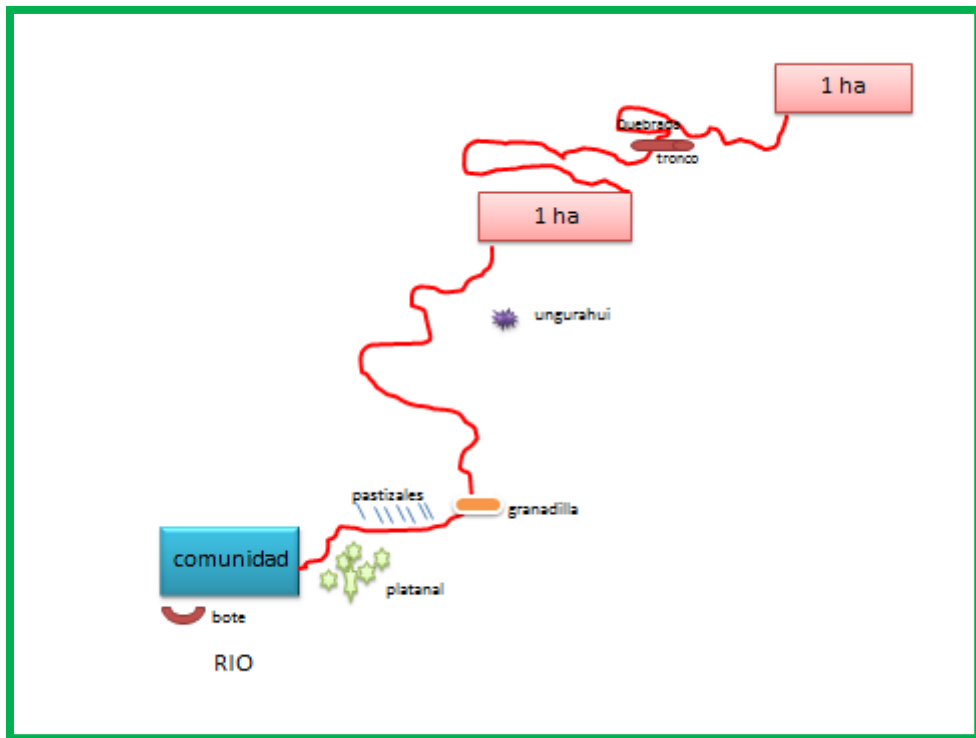 1 ha
Quebrada
tronco
1 ha
ungurahui
pastizales
granadilla
comunidad
platanal
bote
RIO